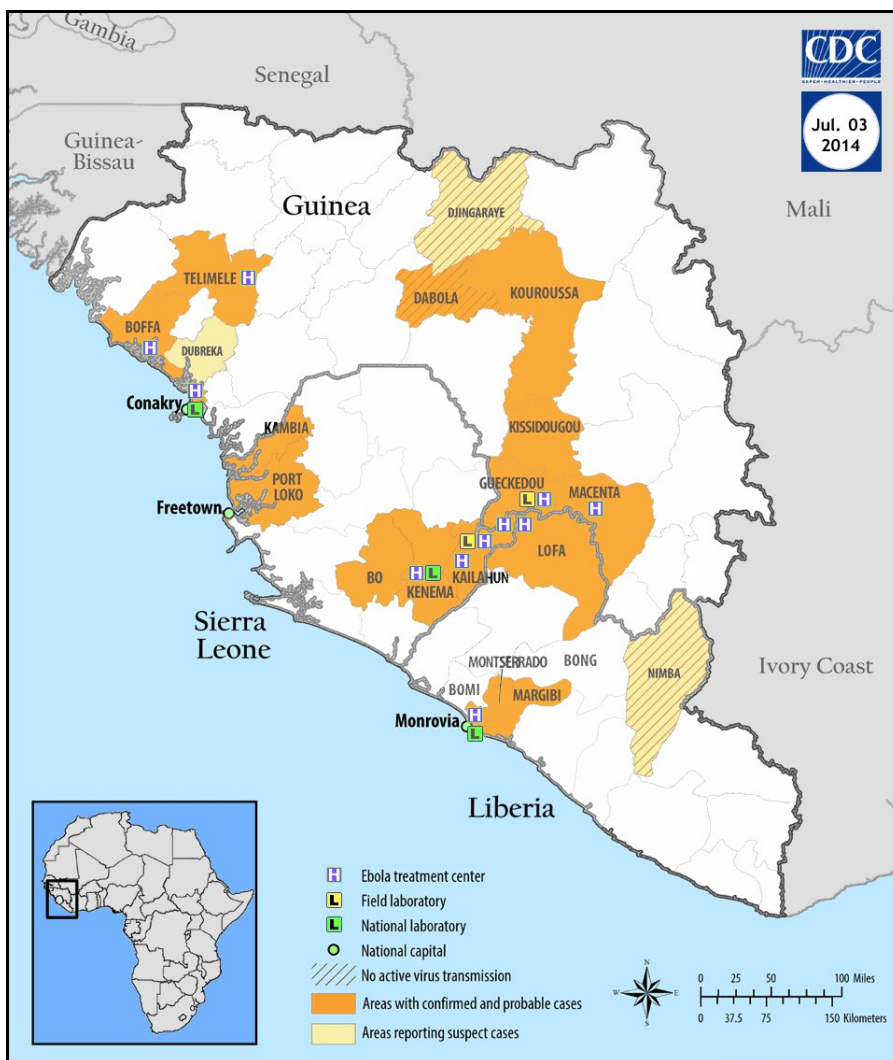 Gambia
Senegal
CDC
SAFER·HEALTHIER·PEOPLE
Jul. 03
2014
Guinea-
Bissau
Mali
Guinea
DJINGARAYE
TELIMELE
DABOLA
KOUROUSSA
BOFFA
DUBREKA
H
H
H
Conakry
L
KAMBIA
KISSIDOUGOU
PORT
LOKO
GUECKEDOU
MACENTA
L
H
H
Freetown
H
H
L
H
LOFA
H
BO
H
L
KAILAHUN
KENEMA
Sierra
Leone
MONTSERRADO
BONG
NIMBA
Ivory Coast
BOMI
MARGIBI
H
Monrovia
L
Liberia
H Ebola treatment center
L Field laboratory
L National laboratory
National capital
No active virus transmission
Areas with confirmed and probable cases
Areas reporting suspect cases
N
W
E
S
0 25 50 100 Miles
0 37.5 75 150 Kilometers